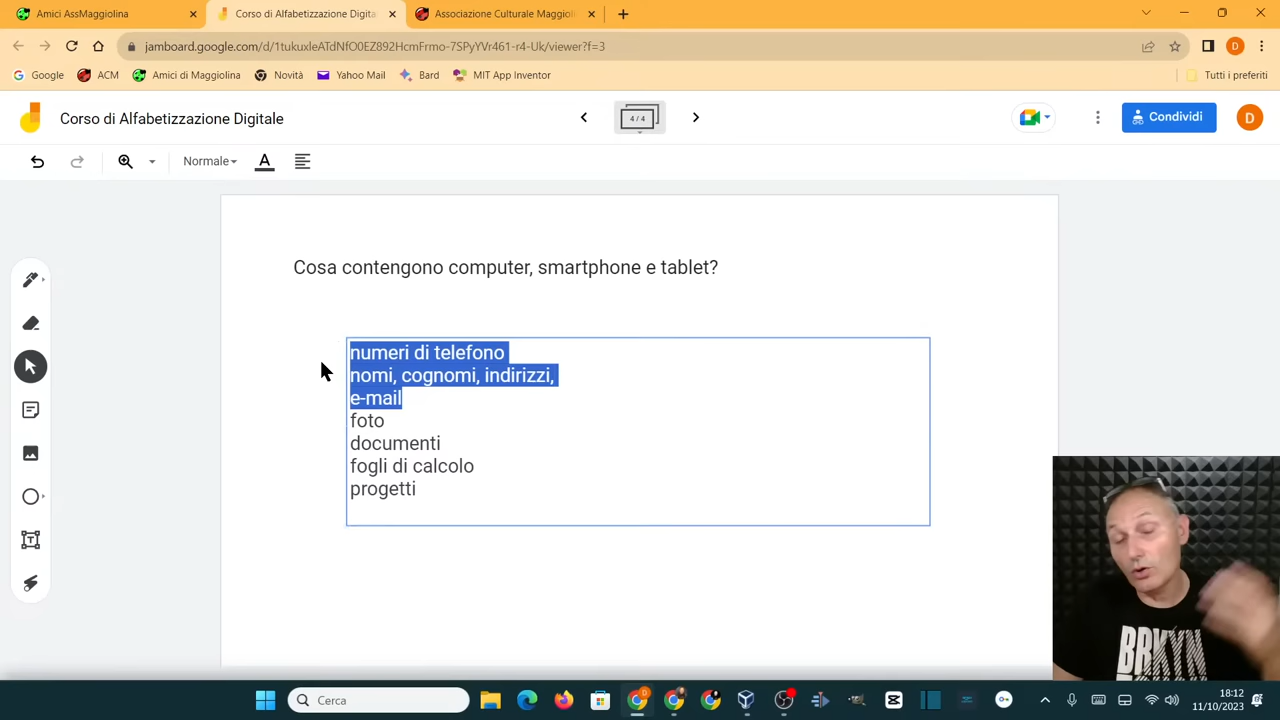 Amici AssMaggiolina
Corso di Alfabetizzazione Digita
Associazione Culturale Maggioli
jamboard.google.com/d/1tukuxleATdNfO0EZ892HcmFrmo-7SPyYVr461-r4-Uk/viewer?f=3
D
Google
ACM
Amici di Maggiolina
Novità
Yahoo Mail
Bard
MIT App Inventor
Tutti i preferiti
Corso di Alfabetizzazione Digitale
4 / 4
Condividi
D
Normale
A
Cosa contengono computer, smartphone e tablet?
numeri di telefono
nomi, cognomi, indirizzi,
e-mail
foto
documenti
fogli di calcolo
progetti
BRKYN
Cerca
18:12
11/10/2023